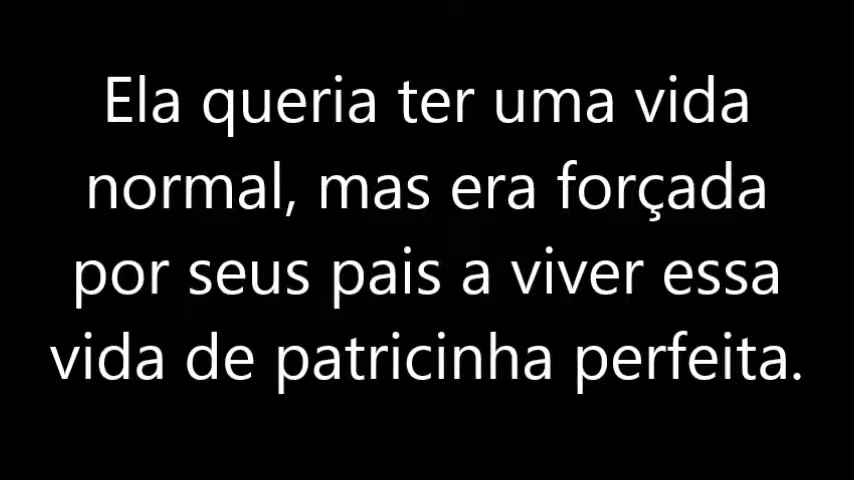 Ela queria ter uma vida
normal, mas era forçada
por seus pais a viver essa
vida de patricinha perfeita.